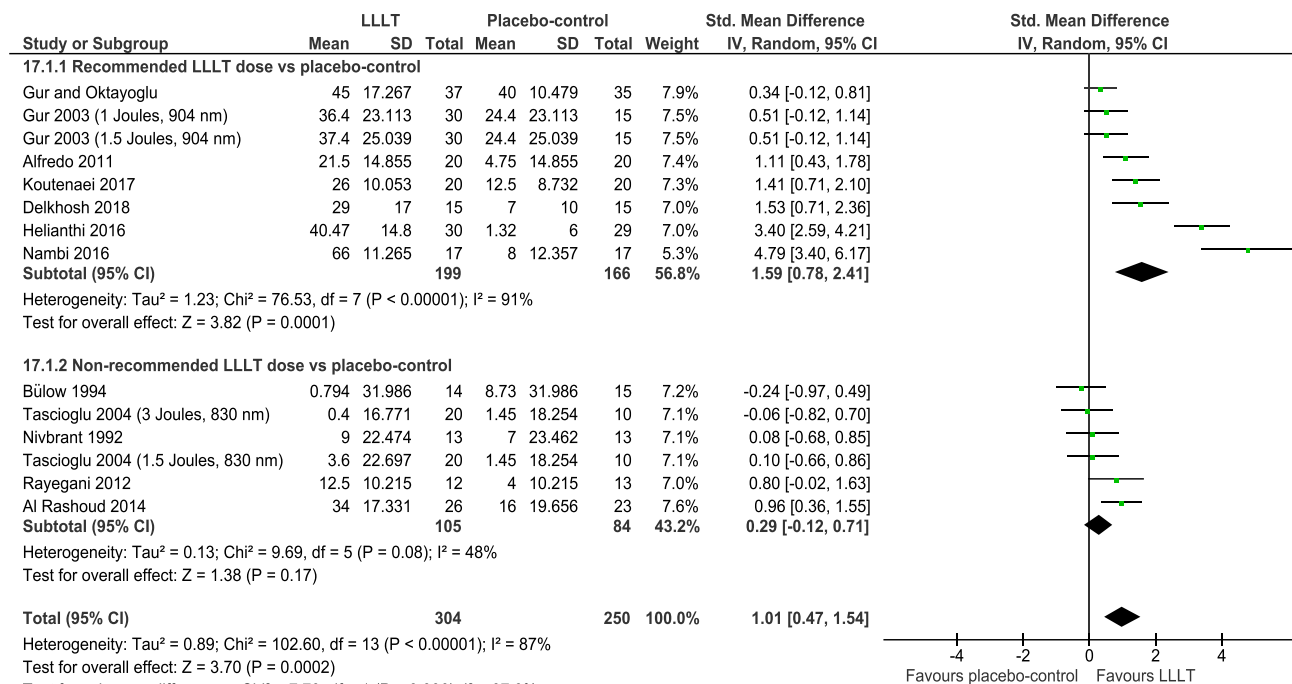 LLLT Placebo-control Std. Mean Difference Std. Mean Difference
Study or Subgroup Mean SD Total Mean SD Total Weight IV, Random, 95% CI IV, Random, 95% CI
17.1.1 Recommended LLLT dose vs placebo-control
Gur and Oktayoglu 45 17.267 37 40 10.479 35 7.9% 0.34 [-0.12, 0.81]
Gur 2003 (1 Joules, 904 nm) 36.4 23.113 30 24.4 23.113 15 7.5% 0.51 [-0.12, 1.14]
Gur 2003 (1.5 Joules, 904 nm) 37.4 25.039 30 24.4 25.039 15 7.5% 0.51 [-0.12, 1.14]
Alfredo 2011 21.5 14.855 20 4.75 14.855 20 7.4% 1.11 [0.43, 1.78]
Koutenaei 2017 26 10.053 20 12.5 8.732 20 7.3% 1.41 [0.71, 2.10]
Delkhosh 2018 29 17 15 7 10 15 7.0% 1.53 [0.71, 2.36]
Helianthi 2016 40.47 14.8 30 1.32 6 29 7.0% 3.40 [2.59, 4.21]
Nambi 2016 66 11.265 17 8 12.357 17 5.3% 4.79 [3.40, 6.17]
Subtotal (95% CI) 199 166 56.8% 1.59 [0.78, 2.41]
Heterogeneity: Tau² = 1.23; Chi² = 76.53, df = 7 (P < 0.00001); I² = 91%
Test for overall effect: Z = 3.82 (P = 0.0001)
17.1.2 Non-recommended LLLT dose vs placebo-control
Bülow 1994 0.794 31.986 14 8.73 31.986 15 7.2% -0.24 [-0.97, 0.49]
Tascioglu 2004 (3 Joules, 830 nm) 0.4 16.771 20 1.45 18.254 10 7.1% -0.06 [-0.82, 0.70]
Nivbrant 1992 9 22.474 13 7 23.462 13 7.1% 0.08 [-0.68, 0.85]
Tascioglu 2004 (1.5 Joules, 830 nm) 3.6 22.697 20 1.45 18.254 10 7.1% 0.10 [-0.66, 0.86]
Rayegani 2012 12.5 10.215 12 4 10.215 13 7.0% 0.80 [-0.02, 1.63]
Al Rashoud 2014 34 17.331 26 16 19.656 23 7.6% 0.96 [0.36, 1.55]
Subtotal (95% CI) 105 84 43.2% 0.29 [-0.12, 0.71]
Heterogeneity: Tau² = 0.13; Chi² = 9.69, df = 5 (P = 0.08); I² = 48%
Test for overall effect: Z = 1.38 (P = 0.17)
Total (95% CI) 304 250 100.0% 1.01 [0.47, 1.54]
Heterogeneity: Tau² = 0.89; Chi² = 102.60, df = 13 (P < 0.00001); I² = 87%
Test for overall effect: Z = 3.70 (P = 0.0002)
-4 -2 0 2 4
Favours placebo-control Favours LLLT